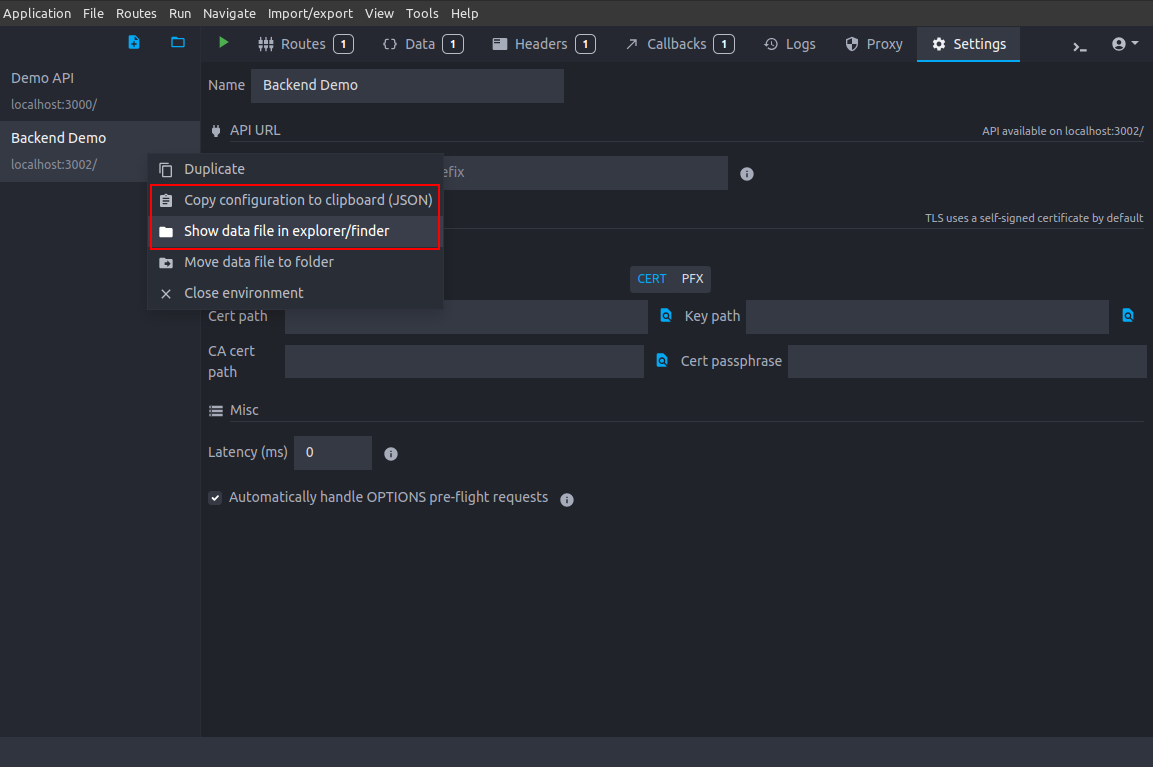 Application File Routes Run Navigate Import/export View Tools Help
Routes 1 Data 1 Headers 1 Callbacks 1 Logs Proxy Settings
Demo API
localhost:3000/
Backend Demo
localhost:3002/
Name Backend Demo
API URL API available on localhost:3002/
Duplicate
Copy configuration to clipboard (JSON)
Show data file in explorer/finder
Move data file to folder
Close environment
TLS uses a self-signed certificate by default
CERT PFX
Cert path Key path
CA cert path Cert passphrase
Misc
Latency (ms) 0
Automatically handle OPTIONS pre-flight requests